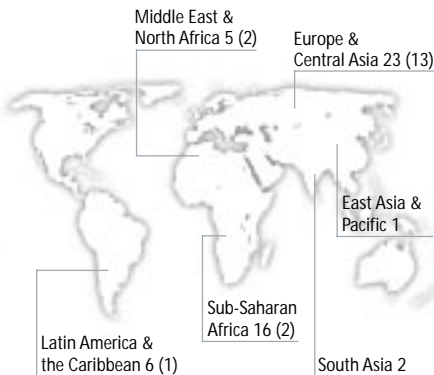 Middle East &
North Africa 5 (2)
Europe &
Central Asia 23 (13)
East Asia &
Pacific 1
Sub-Saharan
Africa 16 (2)
Latin America &
the Caribbean 6 (1)
South Asia 2